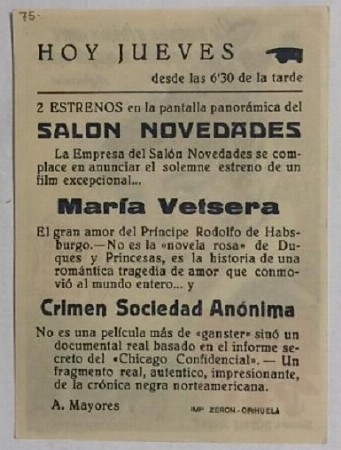 75-
HOY JUEVES
desde las 6'30 de la tarde
2 ESTRENOS en la pantalla panorámica del
SALON NOVEDADES
La Empresa del Salón Novedades se com-
place en anunciar el solemne estreno de un
film excepcional...
María Vetsera
El gran amor del Príncipe Rodolfo de Habs-
burgo.—No es la «novela rosa» de Du-
ques y Princesas, es la historia de una
romántica tragedia de amor que conmo-
vió al mundo entero... y
Crimen Sociedad Anónima
No es una película más de «ganster» sinó un
documental real basado en el informe se-
creto del «Chicago Confidencial».— Un
fragmento real, autentico, impresionante,
de la crónica negra norteamericana.
A. Mayores
IMP. ZERON.-ORIHUELA